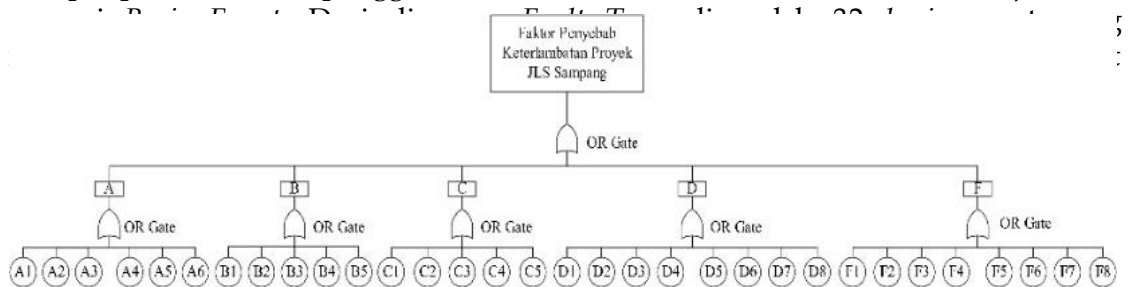 Faktor Penyebab
Keterlambatan Proyek
JLS Sampang
OR Gate
A B C D F
OR Gate OR Gate OR Gate OR Gate OR Gate
A1 A2 A3 A4 A5 A6 B1 B2 B3 B4 B5 C1 C2 C3 C4 C5 D1 D2 D3 D4 D5 D6 D7 D8 F1 F2 F3 F4 F5 F6 F7 F8